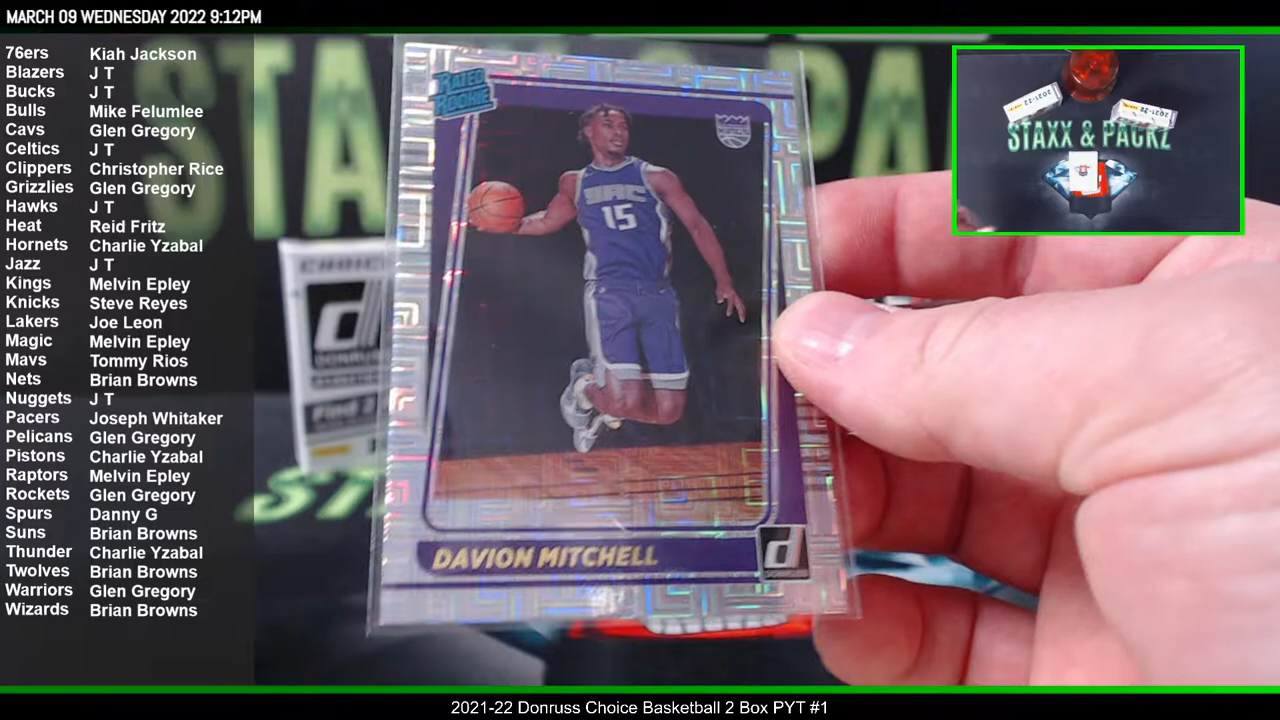 MARCH 09 WEDNESDAY 2022 9:12PM
76ers Kiah Jackson
Blazers J T
Bucks J T
Bulls Mike Felumlee
Cavs Glen Gregory
Celtics J T
Clippers Christopher Rice
Grizzlies Glen Gregory
Hawks J T
Heat Reid Fritz
Hornets Charlie Yzabal
Jazz J T
Kings Melvin Epley
Knicks Steve Reyes
Lakers Joe Leon
Magic Melvin Epley
Mavs Tommy Rios
Nets Brian Browns
Nuggets J T
Pacers Joseph Whitaker
Pelicans Glen Gregory
Pistons Charlie Yzabal
Raptors Melvin Epley
Rockets Glen Gregory
Spurs Danny G
Suns Brian Browns
Thunder Charlie Yzabal
Twolves Brian Browns
Warriors Glen Gregory
Wizards Brian Browns
RATED
ROOKIE
SAC
15
DAVION MITCHELL
d
CHOICE
d
DONRUSS
Find 2
2021-22
STAXX & PACKZ
2021-22 Donruss Choice Basketball 2 Box PYT #1